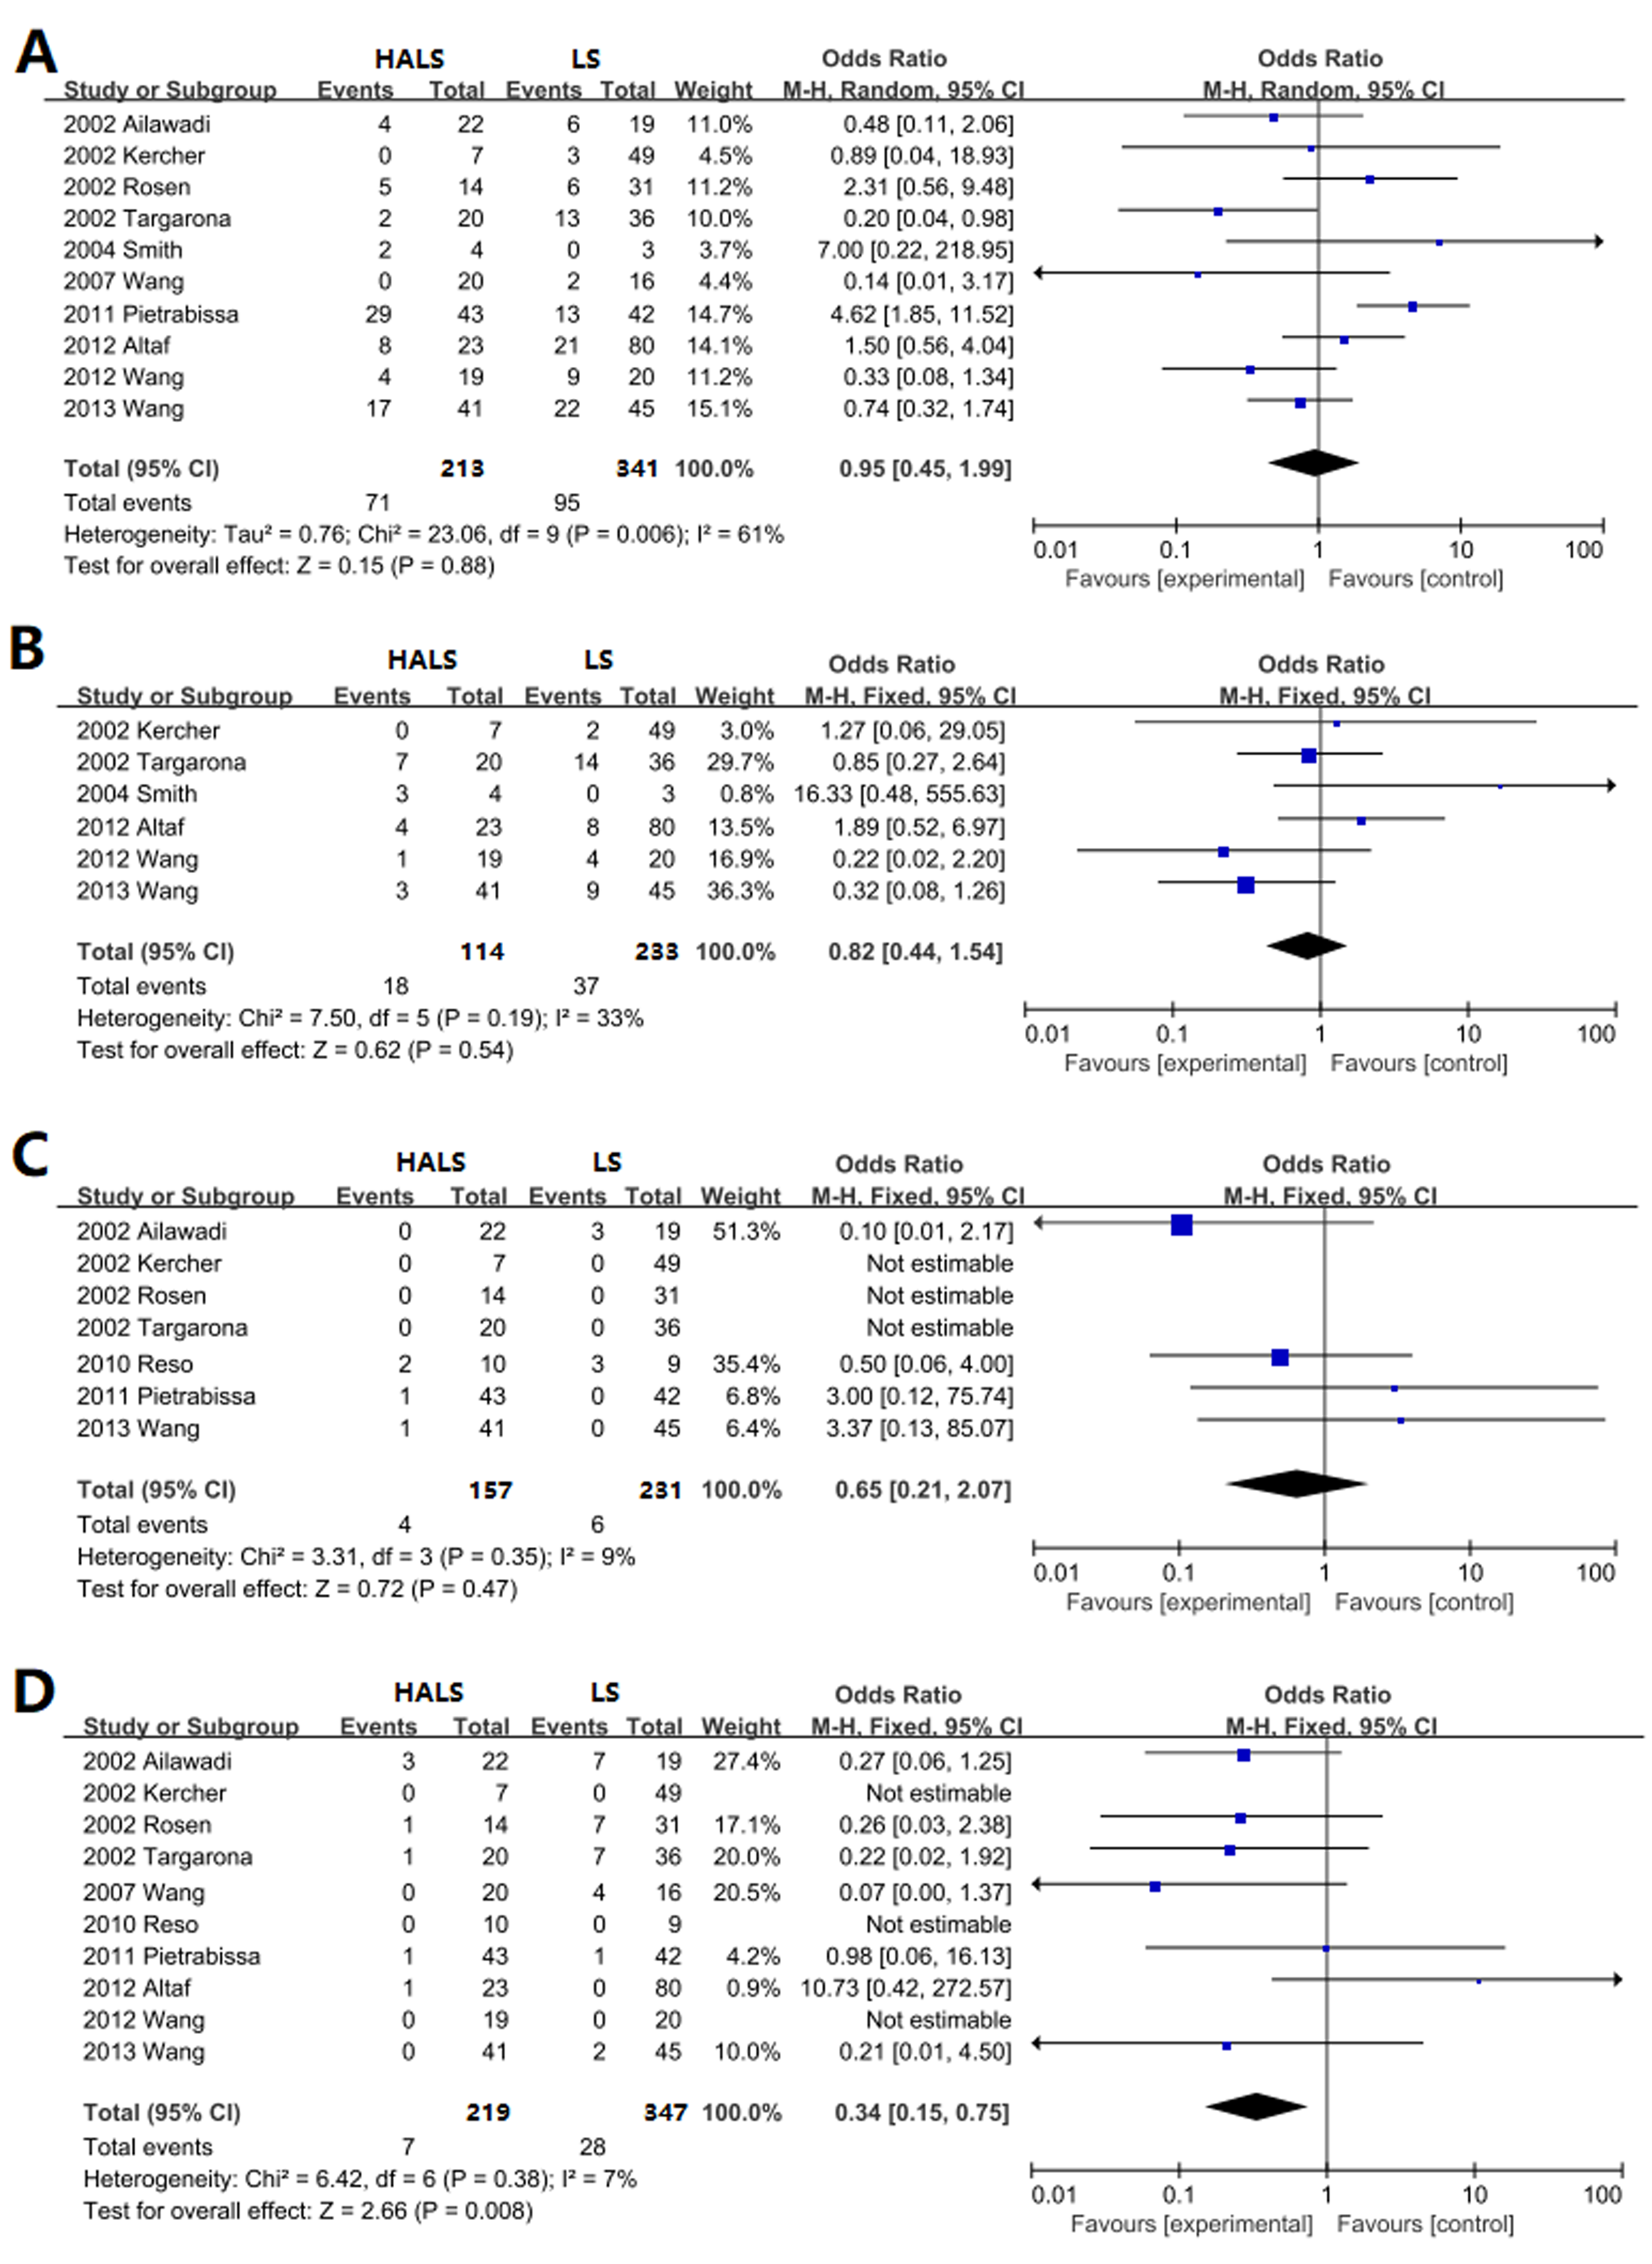 A
HALS LS Odds Ratio Odds Ratio
Study or Subgroup Events Total Events Total Weight M-H, Random, 95% CI M-H, Random, 95% CI
2002 Ailawadi 4 22 6 19 11.0% 0.48 [0.11, 2.06]
2002 Kercher 0 7 3 49 4.5% 0.89 [0.04, 18.93]
2002 Rosen 5 14 6 31 11.2% 2.31 [0.56, 9.48]
2002 Targarona 2 20 13 36 10.0% 0.20 [0.04, 0.98]
2004 Smith 2 4 0 3 3.7% 7.00 [0.22, 218.95]
2007 Wang 0 20 2 16 4.4% 0.14 [0.01, 3.17]
2011 Pietrabissa 29 43 13 42 14.7% 4.62 [1.85, 11.52]
2012 Altaf 8 23 21 80 14.1% 1.50 [0.56, 4.04]
2012 Wang 4 19 9 20 11.2% 0.33 [0.08, 1.34]
2013 Wang 17 41 22 45 15.1% 0.74 [0.32, 1.74]
Total (95% CI) 213 341 100.0% 0.95 [0.45, 1.99]
Total events 71 95
Heterogeneity: Tau² = 0.76; Chi² = 23.06, df = 9 (P = 0.006); I² = 61%
Test for overall effect: Z = 0.15 (P = 0.88)
0.01 0.1 1 10 100
Favours [experimental] Favours [control]
B
HALS LS Odds Ratio Odds Ratio
Study or Subgroup Events Total Events Total Weight M-H, Fixed, 95% CI M-H, Fixed, 95% CI
2002 Kercher 0 7 2 49 3.0% 1.27 [0.06, 29.05]
2002 Targarona 7 20 14 36 29.7% 0.85 [0.27, 2.64]
2004 Smith 3 4 0 3 0.8% 16.33 [0.48, 555.63]
2012 Altaf 4 23 8 80 13.5% 1.89 [0.52, 6.97]
2012 Wang 1 19 4 20 16.9% 0.22 [0.02, 2.20]
2013 Wang 3 41 9 45 36.3% 0.32 [0.08, 1.26]
Total (95% CI) 114 233 100.0% 0.82 [0.44, 1.54]
Total events 18 37
Heterogeneity: Chi² = 7.50, df = 5 (P = 0.19); I² = 33%
Test for overall effect: Z = 0.62 (P = 0.54)
0.01 0.1 1 10 100
Favours [experimental] Favours [control]
C
HALS LS Odds Ratio Odds Ratio
Study or Subgroup Events Total Events Total Weight M-H, Fixed, 95% CI M-H, Fixed, 95% CI
2002 Ailawadi 0 22 3 19 51.3% 0.10 [0.01, 2.17]
2002 Kercher 0 7 0 49 Not estimable
2002 Rosen 0 14 0 31 Not estimable
2002 Targarona 0 20 0 36 Not estimable
2010 Reso 2 10 3 9 35.4% 0.50 [0.06, 4.00]
2011 Pietrabissa 1 43 0 42 6.8% 3.00 [0.12, 75.74]
2013 Wang 1 41 0 45 6.4% 3.37 [0.13, 85.07]
Total (95% CI) 157 231 100.0% 0.65 [0.21, 2.07]
Total events 4 6
Heterogeneity: Chi² = 3.31, df = 3 (P = 0.35); I² = 9%
Test for overall effect: Z = 0.72 (P = 0.47)
0.01 0.1 1 10 100
Favours [experimental] Favours [control]
D
HALS LS Odds Ratio Odds Ratio
Study or Subgroup Events Total Events Total Weight M-H, Fixed, 95% CI M-H, Fixed, 95% CI
2002 Ailawadi 3 22 7 19 27.4% 0.27 [0.06, 1.25]
2002 Kercher 0 7 0 49 Not estimable
2002 Rosen 1 14 7 31 17.1% 0.26 [0.03, 2.38]
2002 Targarona 1 20 7 36 20.0% 0.22 [0.02, 1.92]
2007 Wang 0 20 4 16 20.5% 0.07 [0.00, 1.37]
2010 Reso 0 10 0 9 Not estimable
2011 Pietrabissa 1 43 1 42 4.2% 0.98 [0.06, 16.13]
2012 Altaf 1 23 0 80 0.9% 10.73 [0.42, 272.57]
2012 Wang 0 19 0 20 Not estimable
2013 Wang 0 41 2 45 10.0% 0.21 [0.01, 4.50]
Total (95% CI) 219 347 100.0% 0.34 [0.15, 0.75]
Total events 7 28
Heterogeneity: Chi² = 6.42, df = 6 (P = 0.38); I² = 7%
Test for overall effect: Z = 2.66 (P = 0.008)
0.01 0.1 1 10 100
Favours [experimental] Favours [control]